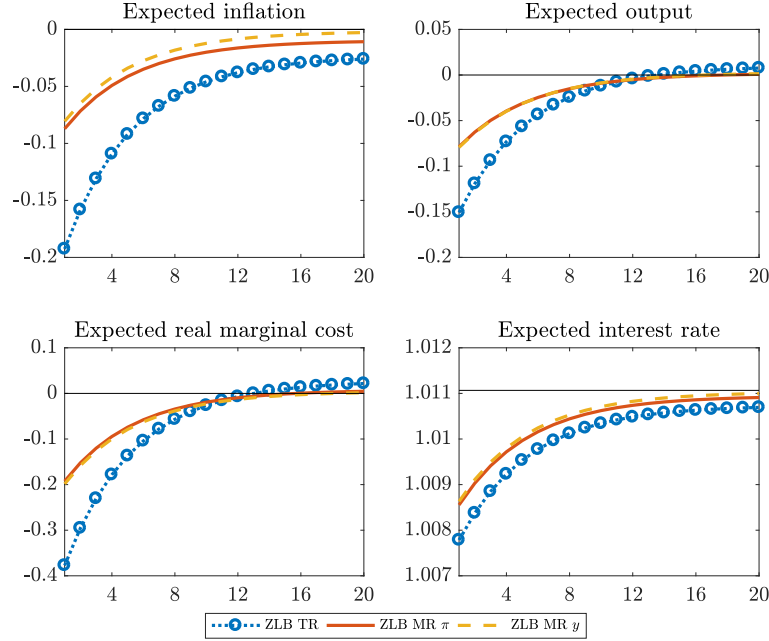 Expected inflation
0
-0.05
-0.1
-0.15
-0.2
4 8 12 16 20
Expected output
0.05
0
-0.05
-0.1
-0.15
-0.2
4 8 12 16 20
Expected real marginal cost
0.1
0
-0.1
-0.2
-0.3
-0.4
4 8 12 16 20
Expected interest rate
1.012
1.011
1.01
1.009
1.008
1.007
4 8 12 16 20
ZLB TR ZLB MR π ZLB MR y